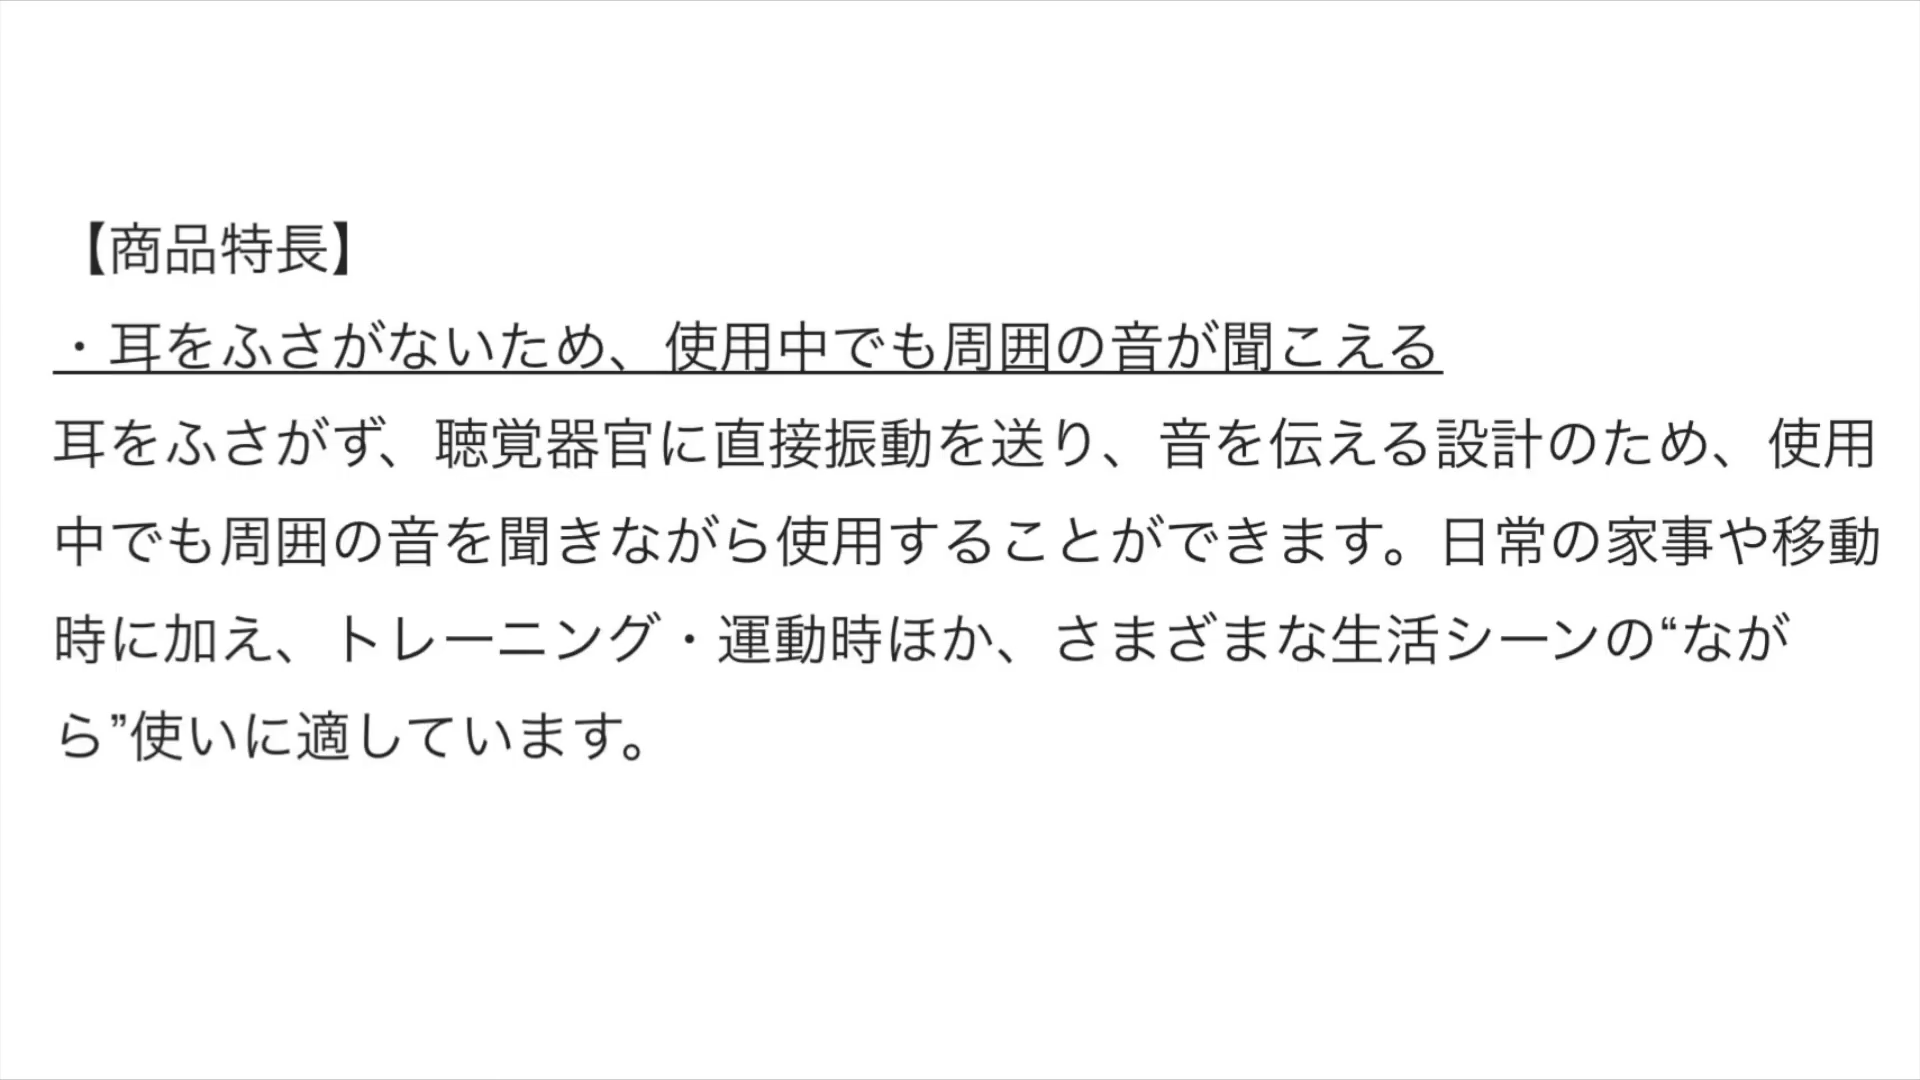 【商品特長】
・耳をふさがないため、使用中でも周囲の音が聞こえる
耳をふさがず、聴覚器官に直接振動を送り、音を伝える設計のため、使用
中でも周囲の音を聞きながら使用することができます。日常の家事や移動
時に加え、トレーニング・運動時ほか、さまざまな生活シーンの“なが
ら”使いに適しています。